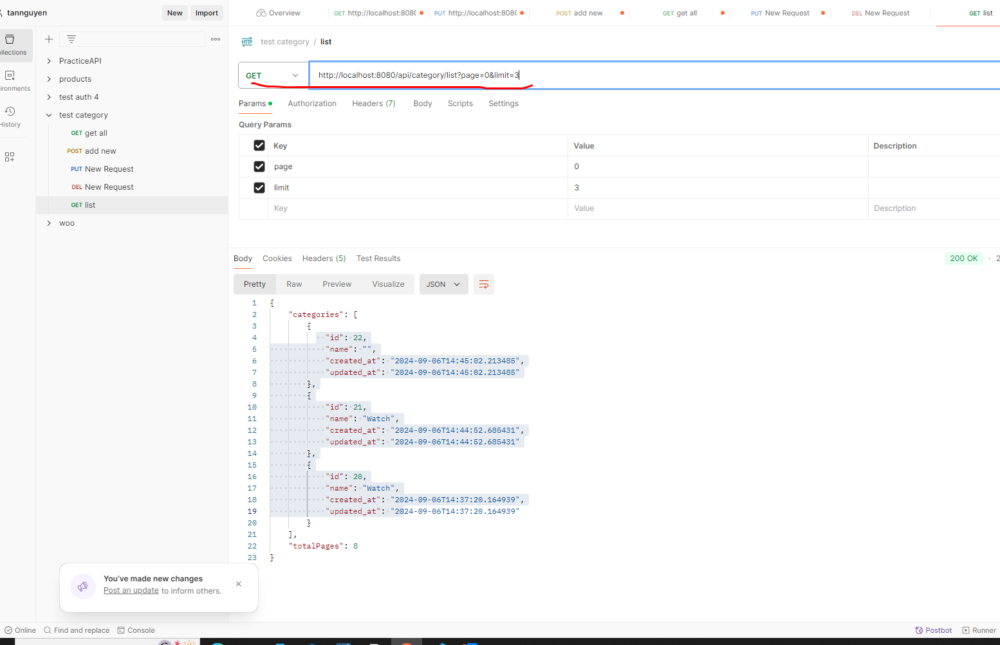 tannguyen
New
Import
Overview
GET http://localhost:808(
PUT http://localhost:808(
POST add new
GET get all
PUT New Request
DEL New Request
GET list
llections
ironments
History
PracticeAPI
products
test auth 4
test category
GET get all
POST add new
PUT New Request
DEL New Request
GET list
woo
HTTP test category / list
GET http://localhost:8080/api/category/list?page=0&limit=3
Params Authorization Headers (7) Body Scripts Settings
Query Params
Key Value Description
page 0
limit 3
Key Value Description
Body Cookies Headers (5) Test Results 200 OK 2
Pretty Raw Preview Visualize JSON
1 {
2 "categories": [
3 {
4 "id": 22,
5 "name": "",
6 "created_at": "2024-09-06T14:45:02.213485",
7 "updated_at": "2024-09-06T14:45:02.213485"
8 },
9 {
10 "id": 21,
11 "name": "Watch",
12 "created_at": "2024-09-06T14:44:52.685431",
13 "updated_at": "2024-09-06T14:44:52.685431"
14 },
15 {
16 "id": 20,
17 "name": "Watch",
18 "created_at": "2024-09-06T14:37:20.164939",
19 "updated_at": "2024-09-06T14:37:20.164939"
20 }
21 ],
22 "totalPages": 8
23 }
You've made new changes
Post an update to inform others.
Online Find and replace Console Postbot Runner